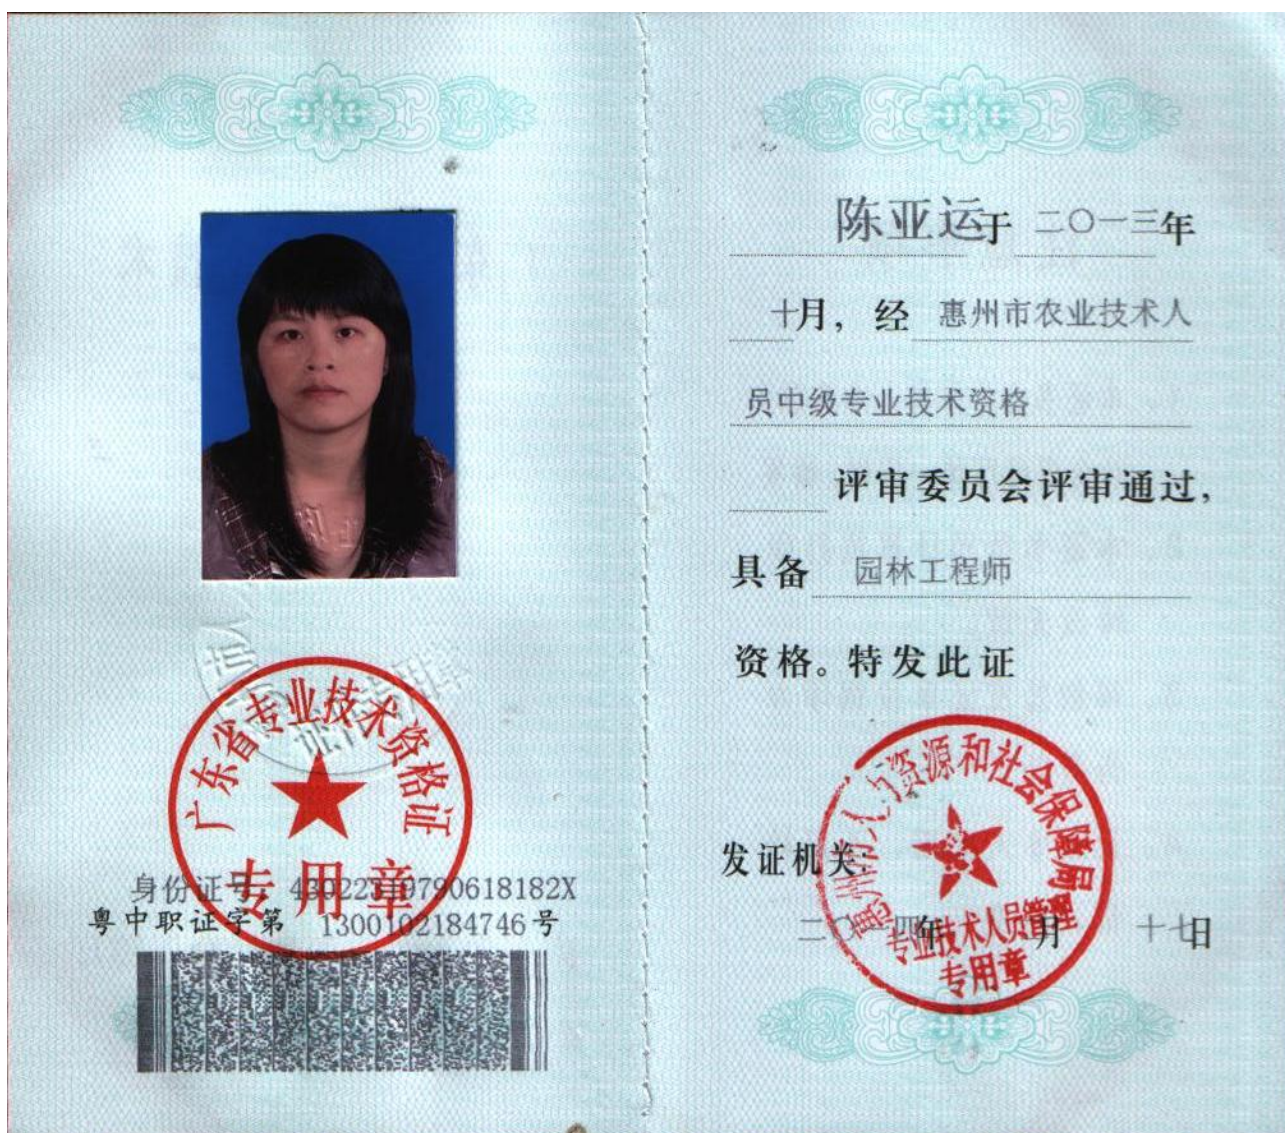 广东省专业技术资格证
专用章
身份证号: 43022319790618182X
粤中职证字第 1300102184746 号
陈亚运于 二〇一三年
十月，经 惠州市农业技术人
员中级专业技术资格
评审委员会评审通过,
具备 园林工程师
资格。特发此证
惠州市人力资源和社会保障局
发证机关:
专业技术人员管理
专用章
四年 月 十七日